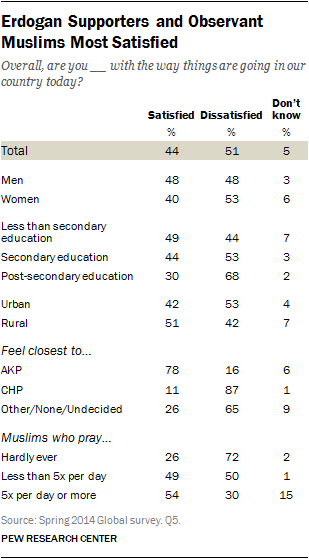 Erdogan Supporters and Observant
Muslims Most Satisfied
Overall, are you __ with the way things are going in our
country today?
Satisfied Dissatisfied Don't know
% % %
Total 44 51 5
Men 48 48 3
Women 40 53 6
Less than secondary
education 49 44 7
Secondary education 44 53 3
Post-secondary education 30 68 2
Urban 42 53 4
Rural 51 42 7
Feel closest to...
AKP 78 16 6
CHP 11 87 1
Other/None/Undecided 26 65 9
Muslims who pray...
Hardly ever 26 72 2
Less than 5x per day 49 50 1
5x per day or more 54 30 15
Source: Spring 2014 Global survey. Q5.
PEW RESEARCH CENTER